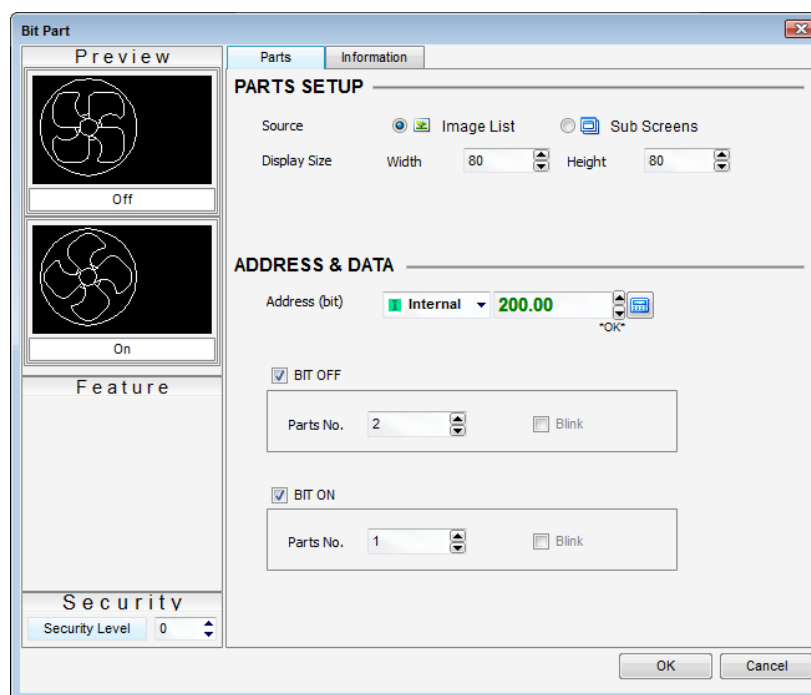 Bit Part
Preview
Off
On
Feature
Security
Security Level 0
Parts Information
PARTS SETUP
Source Image List Sub Screens
Display Size Width 80 Height 80
ADDRESS & DATA
Address (bit) I Internal 200.00
*OK*
BIT OFF
Parts No. 2 Blink
BIT ON
Parts No. 1 Blink
OK Cancel